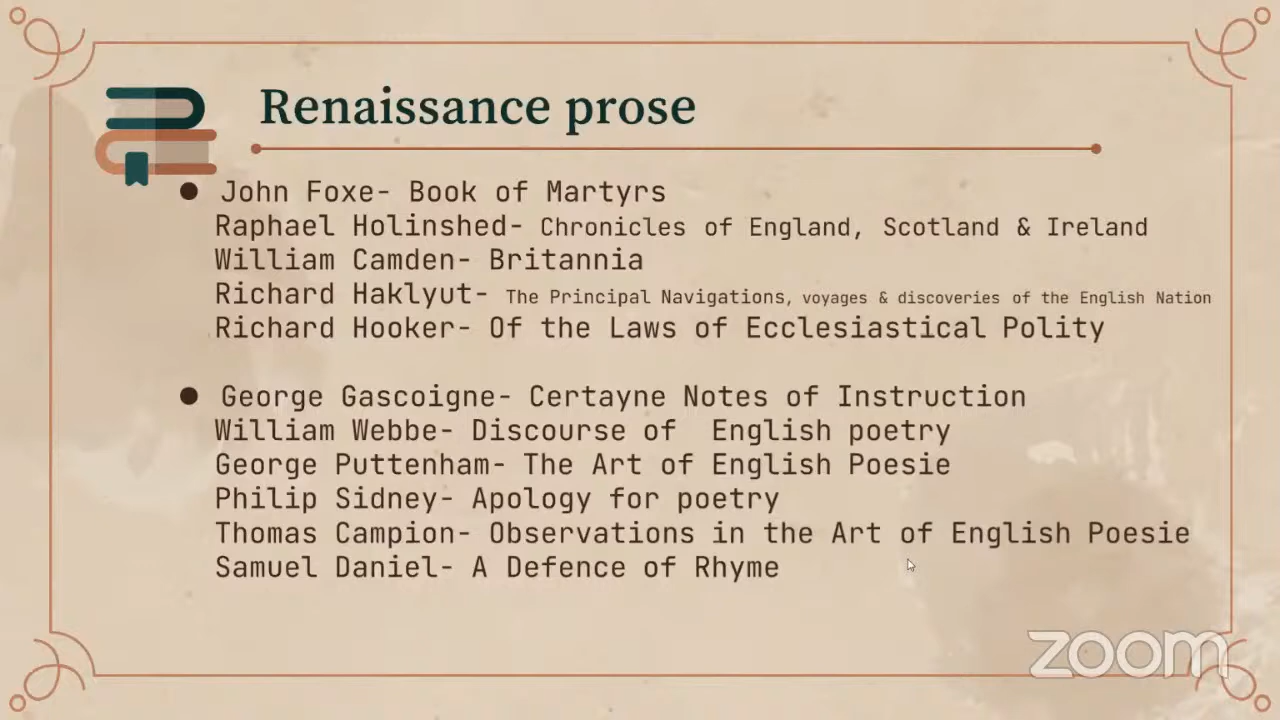 Renaissance prose
● John Foxe- Book of Martyrs
Raphael Holinshed- Chronicles of England, Scotland & Ireland
William Camden- Britannia
Richard Haklyut- The Principal Navigations, voyages & discoveries of the English Nation
Richard Hooker- Of the Laws of Ecclesiastical Polity
● George Gascoigne- Certayne Notes of Instruction
William Webbe- Discourse of English poetry
George Puttenham- The Art of English Poesie
Philip Sidney- Apology for poetry
Thomas Campion- Observations in the Art of English Poesie
Samuel Daniel- A Defence of Rhyme
zoom